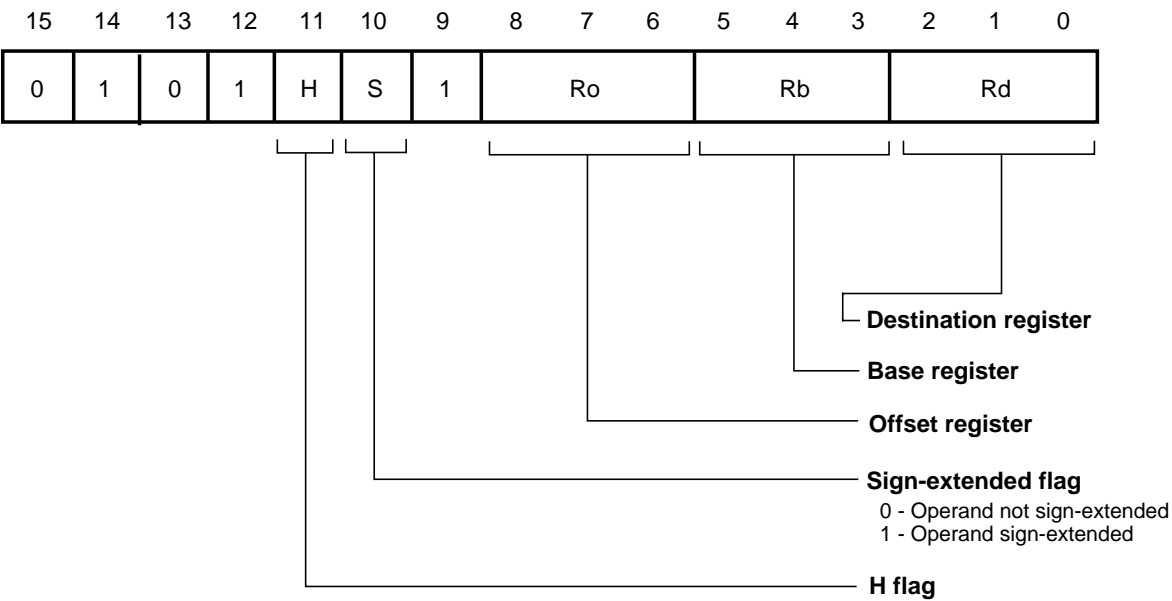 15 14 13 12 11 10 9 8 7 6 5 4 3 2 1 0
0 1 0 1 H S 1 Ro Rb Rd
Destination register
Base register
Offset register
Sign-extended flag
0 - Operand not sign-extended
1 - Operand sign-extended
H flag